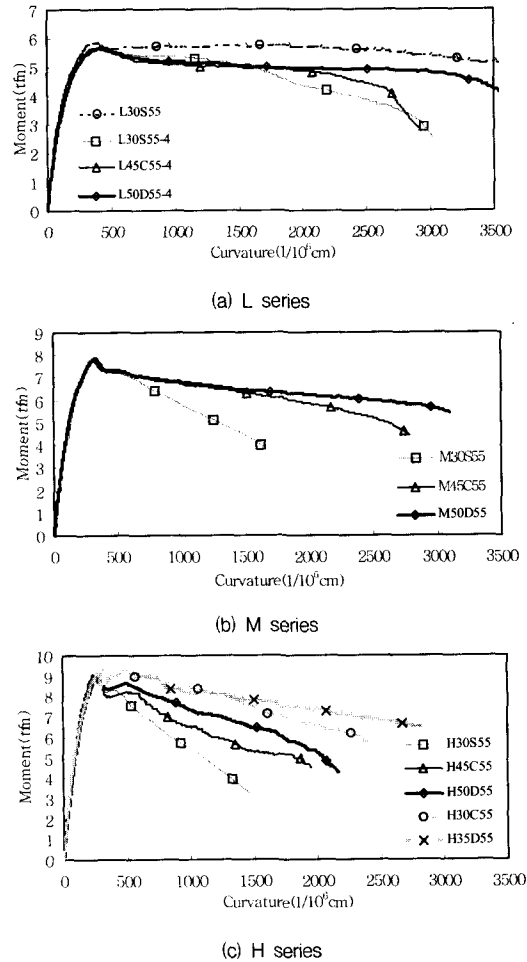 7
6
5
4
3
2
1
0
Moment(tfm)
L30S55
L30S55-4
L45C55-4
L50D55-4
0 500 1000 1500 2000 2500 3000 3500
Curvature(1/10⁶cm)
(a) L series
9
8
7
6
5
4
3
2
1
0
Moment(tfm)
M30S55
M45C55
M50D55
0 500 1000 1500 2000 2500 3000 3500
Curvature(1/10⁶cm)
(b) M series
10
9
8
7
6
5
4
3
2
1
0
Moment(tfm)
H30S55
H45C55
H50D55
H30C55
H35D55
0 500 1000 1500 2000 2500 3000 3500
Curvature(1/10⁶cm)
(c) H series